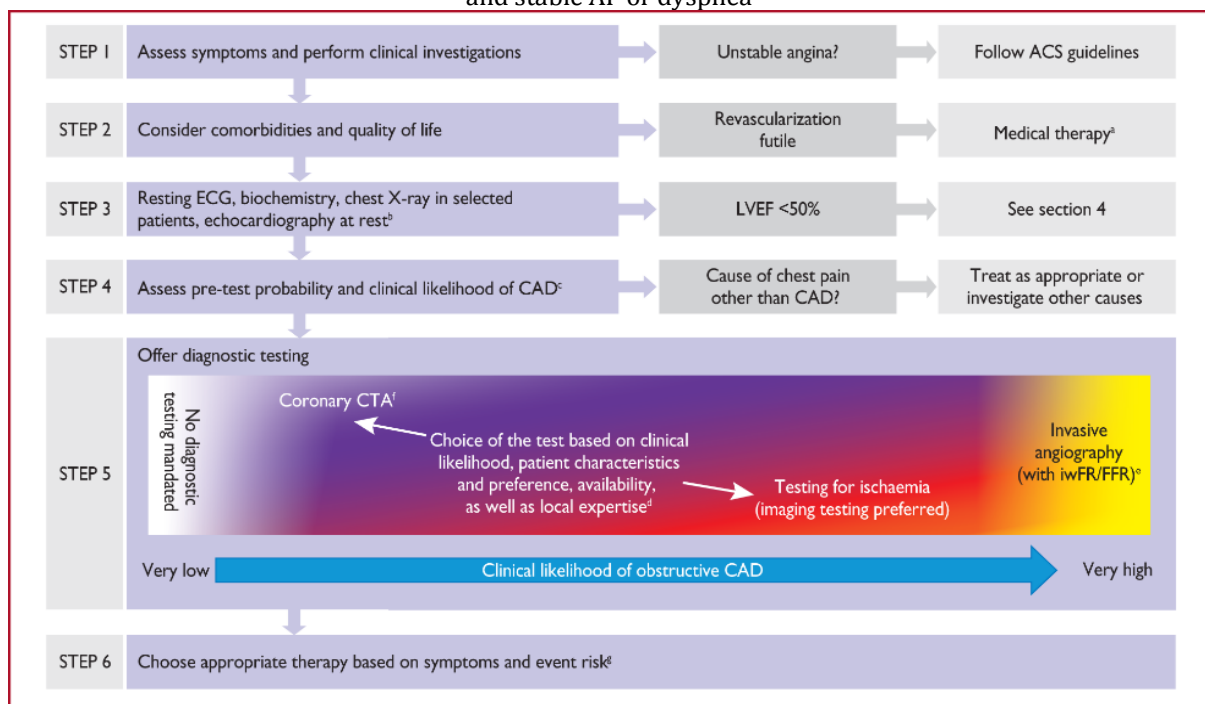 and stable AP or dysphea
STEP 1
Assess symptoms and perform clinical investigations
Unstable angina?
Follow ACS guidelines
STEP 2
Consider comorbidities and quality of life
Revascularization
futile
Medical therapyᵃ
STEP 3
Resting ECG, biochemistry, chest X-ray in selected
patients, echocardiography at restᵇ
LVEF <50%
See section 4
STEP 4
Assess pre-test probability and clinical likelihood of CADᶜ
Cause of chest pain
other than CAD?
Treat as appropriate or
investigate other causes
STEP 5
Offer diagnostic testing
No diagnostic
testing mandated
Coronary CTAᶠ
Choice of the test based on clinical
likelihood, patient characteristics
and preference, availability,
as well as local expertiseᵈ
Testing for ischaemia
(imaging testing preferred)
Invasive
angiography
(with iwFR/FFR)ᵉ
Very low
Clinical likelihood of obstructive CAD
Very high
STEP 6
Choose appropriate therapy based on symptoms and event riskᵍ